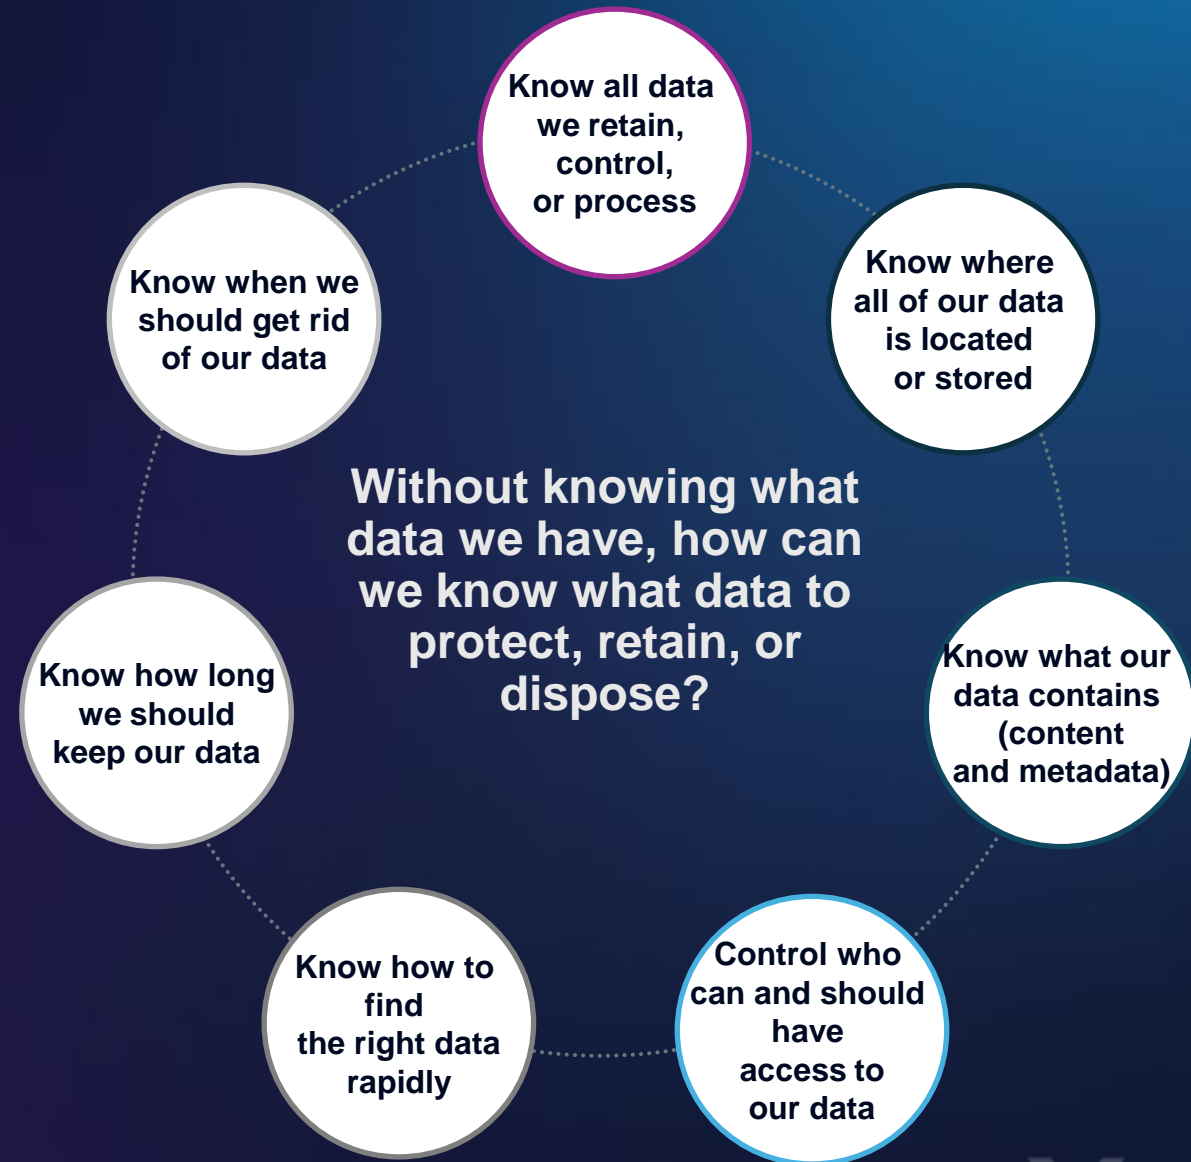 Know all data
we retain,
control,
or process
Know where
all of our data
is located
or stored
Know what our
data contains
(content
and metadata)
Control who
can and should
have
access to
our data
Know how to
find
the right data
rapidly
Know how long
we should
keep our data
Know when we
should get rid
of our data
Without knowing what
data we have, how can
we know what data to
protect, retain, or
dispose?